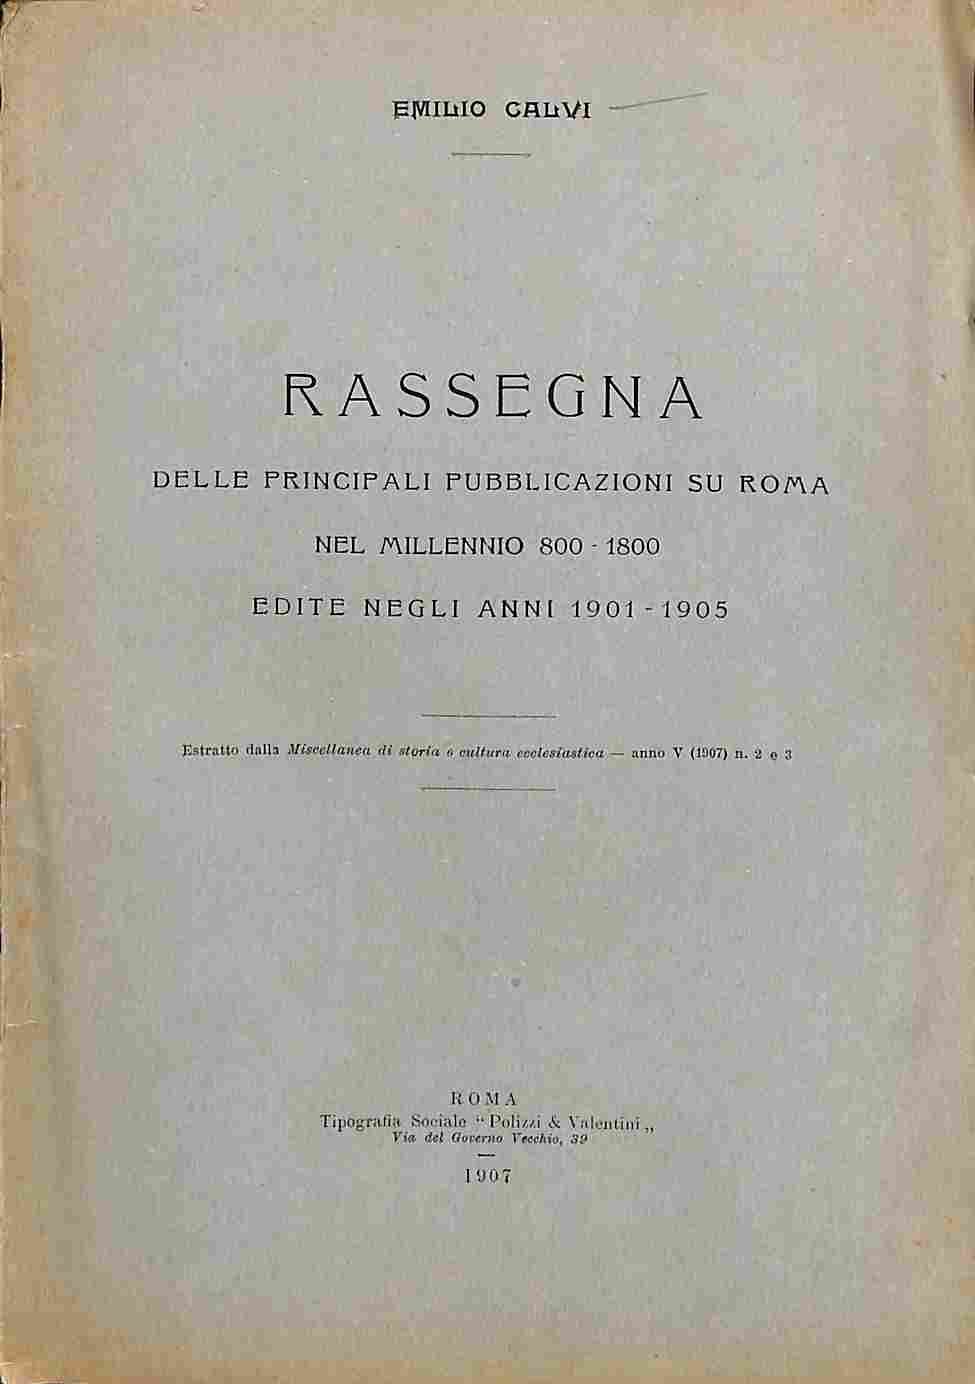 EMILIO CALVI
RASSEGNA
DELLE PRINCIPALI PUBBLICAZIONI SU ROMA
NEL MILLENNIO 800 - 1800
EDITE NEGLI ANNI 1901 - 1905
Estratto dalla Miscellanea di storia e cultura ecclesiastica — anno V (1907) n. 2 e 3
ROMA
Tipografia Sociale “ Polizzi & Valentini „
Via del Governo Vecchio, 39
1907